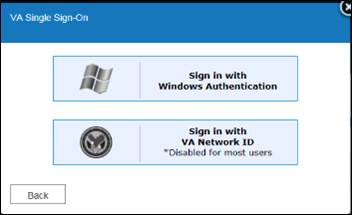 VA Single Sign-On
Sign in with
Windows Authentication
Sign in with
VA Network ID
*Disabled for most users
Back